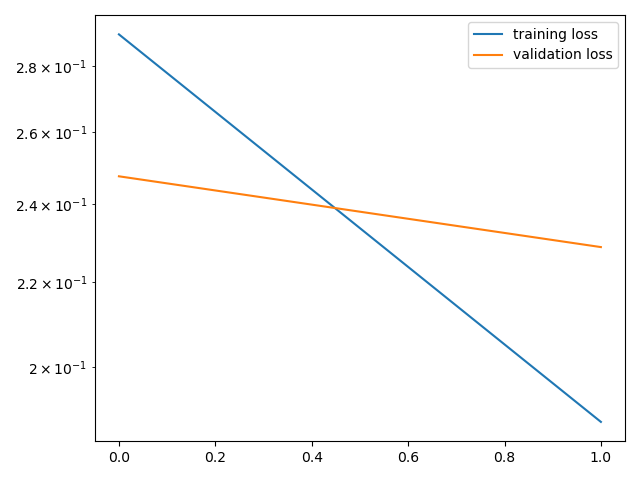 training loss
validation loss
2.8 × 10⁻¹
2.6 × 10⁻¹
2.4 × 10⁻¹
2.2 × 10⁻¹
2 × 10⁻¹
0.0 0.2 0.4 0.6 0.8 1.0